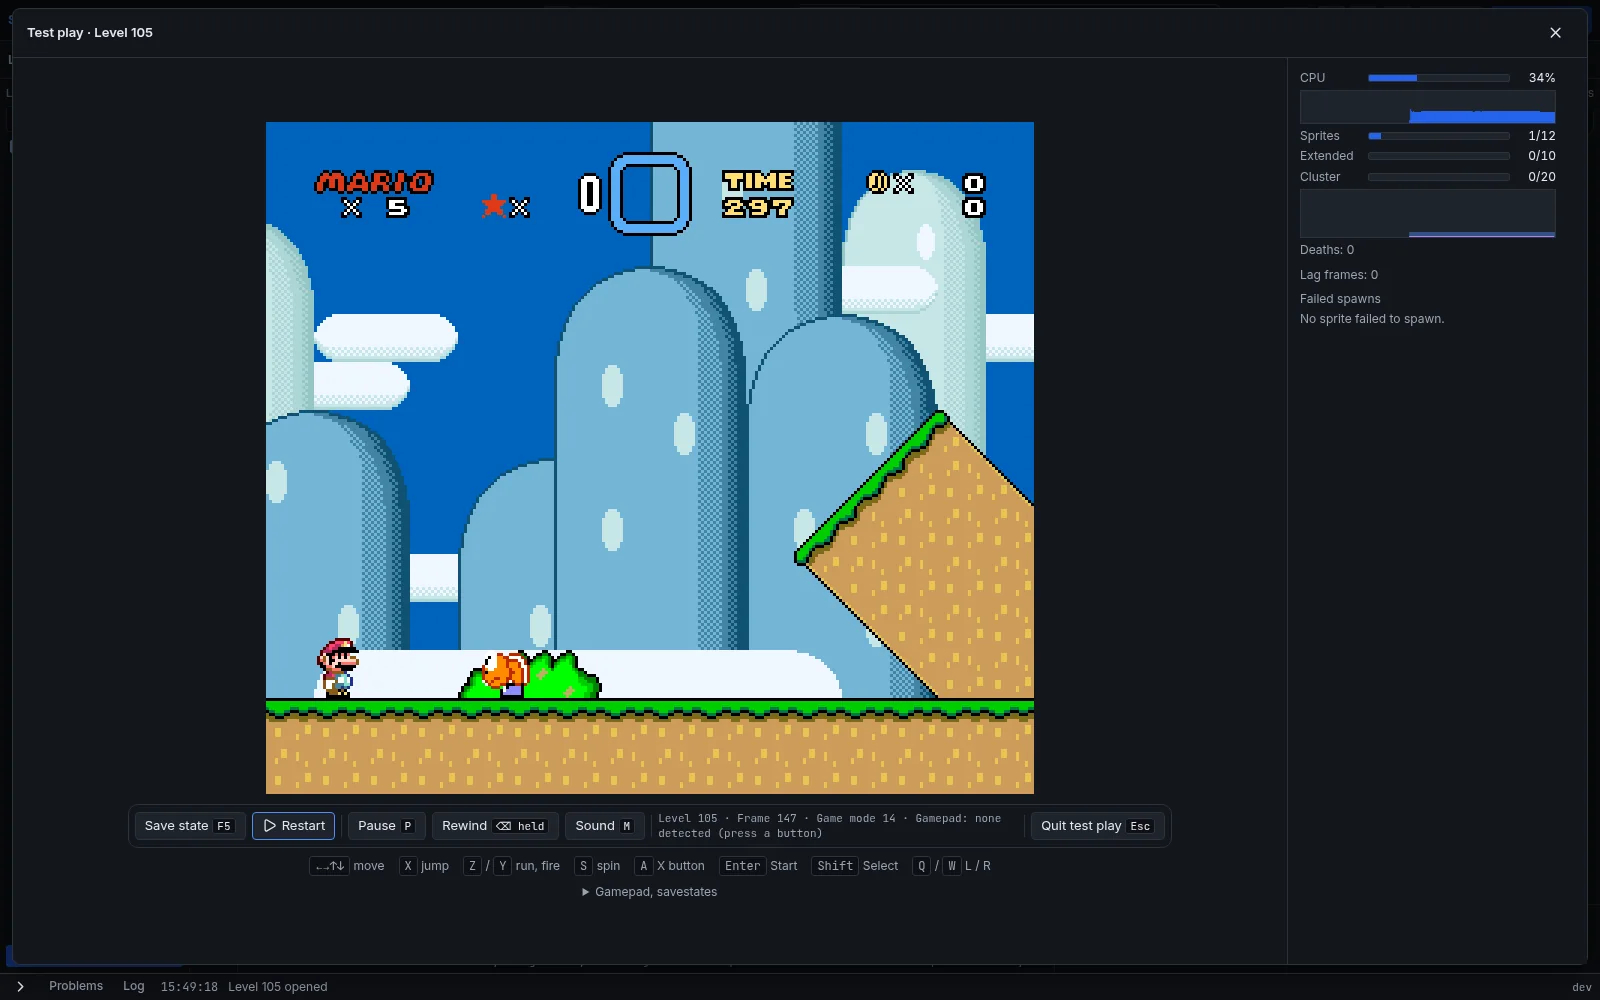 Test play · Level 105
MARIO
x 5
★x 0
TIME
297
x 0
0
CPU 34%
Sprites 1/12
Extended 0/10
Cluster 0/20
Deaths: 0
Lag frames: 0
Failed spawns
No sprite failed to spawn.
Save state F5 Restart Pause P Rewind ⌫ held Sound M
Level 105 · Frame 147 · Game mode 14 · Gamepad: none
detected (press a button)
Quit test play Esc
←→↑↓ move X jump Z / Y run, fire S spin A X button Enter Start Shift Select Q / W L / R
▶ Gamepad, savestates
Problems Log 15:49:18 Level 105 opened dev